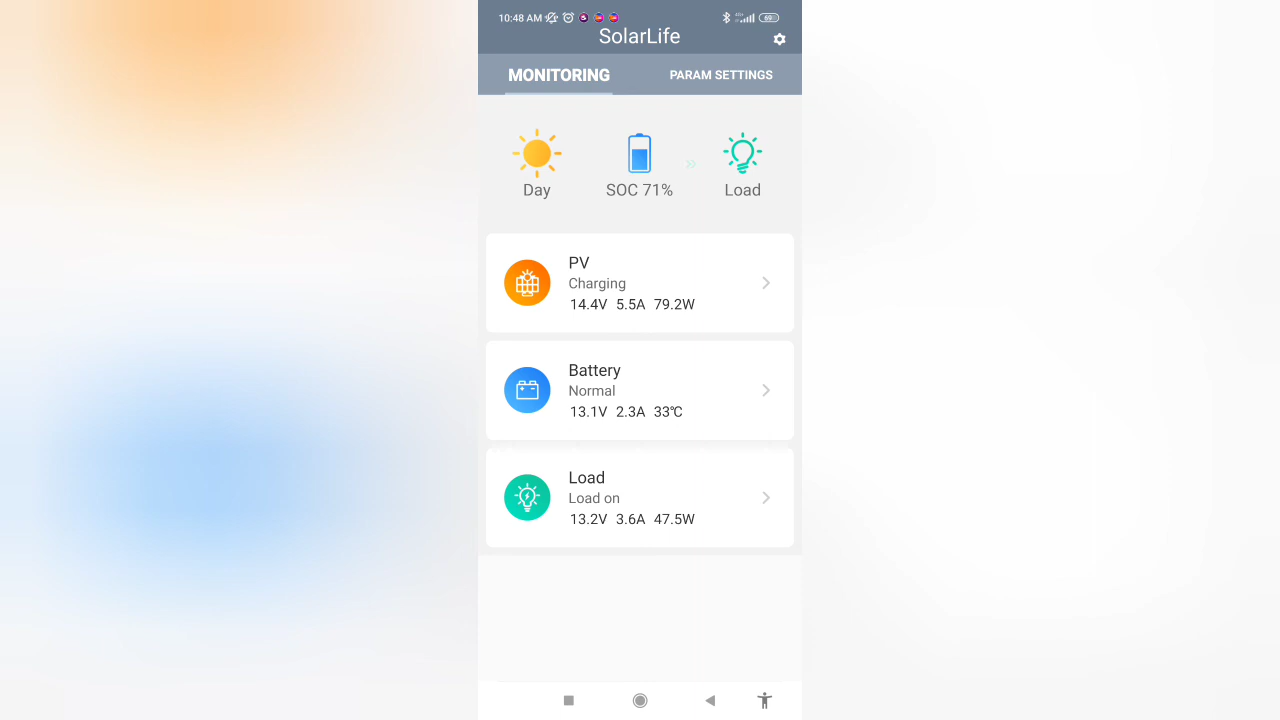 10:48 AM
69
SolarLife
MONITORING PARAM SETTINGS
Day SOC 71% Load
PV
Charging
14.4V 5.5A 79.2W
Battery
Normal
13.1V 2.3A 33℃
Load
Load on
13.2V 3.6A 47.5W